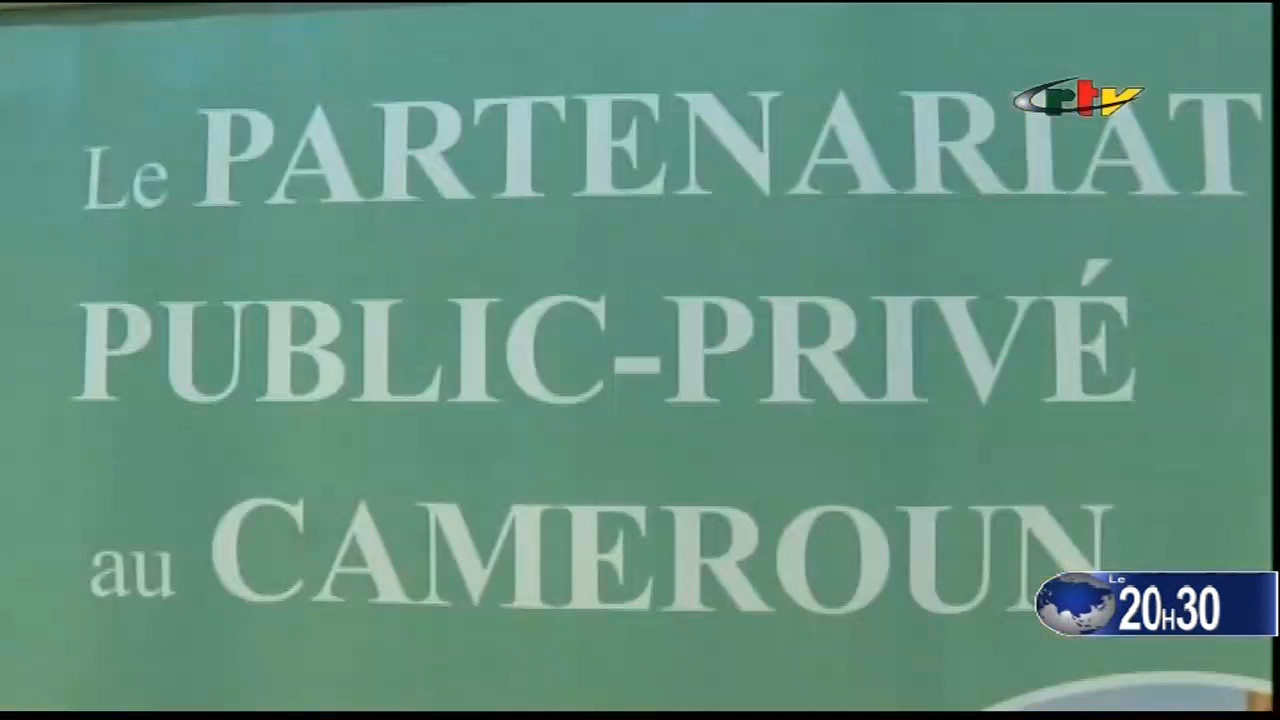 Le PARTENARIAT
PUBLIC-PRIVÉ
au CAMEROUN
crtv
Le
20H30